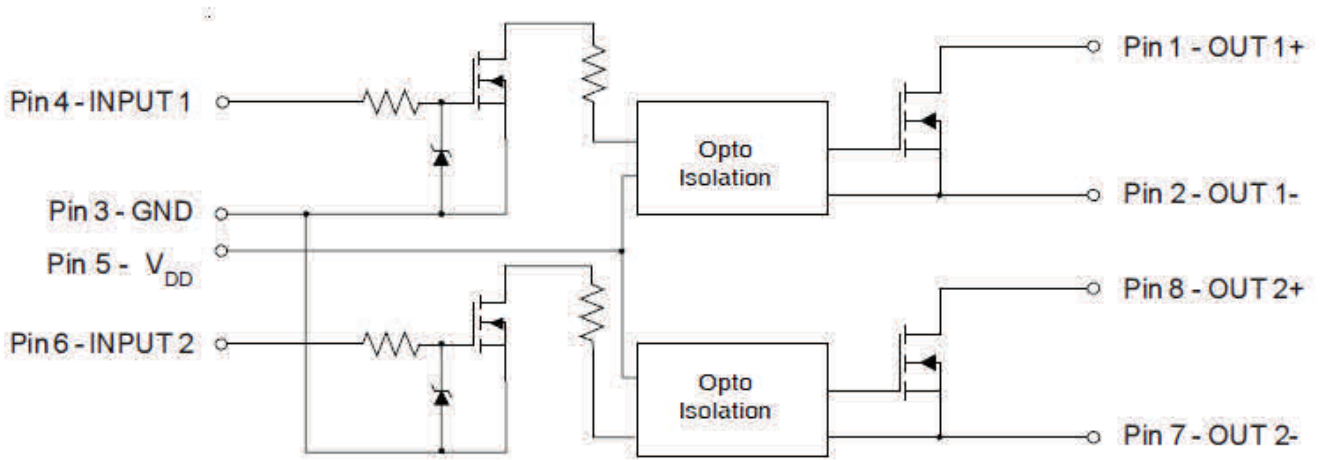 Pin 4 - INPUT 1
Pin 3 - GND
Pin 5 - VDD
Pin 6 - INPUT 2
Opto
Isolation
Opto
Isolation
Pin 1 - OUT 1+
Pin 2 - OUT 1-
Pin 8 - OUT 2+
Pin 7 - OUT 2-